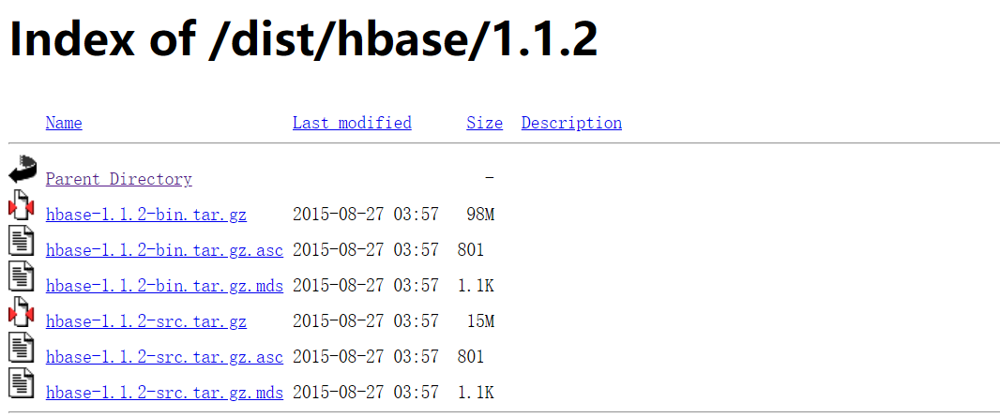 Index of /dist/hbase/1.1.2
Name Last modified Size Description
Parent Directory -
hbase-1.1.2-bin.tar.gz 2015-08-27 03:57 98M
hbase-1.1.2-bin.tar.gz.asc 2015-08-27 03:57 801
hbase-1.1.2-bin.tar.gz.mds 2015-08-27 03:57 1.1K
hbase-1.1.2-src.tar.gz 2015-08-27 03:57 15M
hbase-1.1.2-src.tar.gz.asc 2015-08-27 03:57 801
hbase-1.1.2-src.tar.gz.mds 2015-08-27 03:57 1.1K